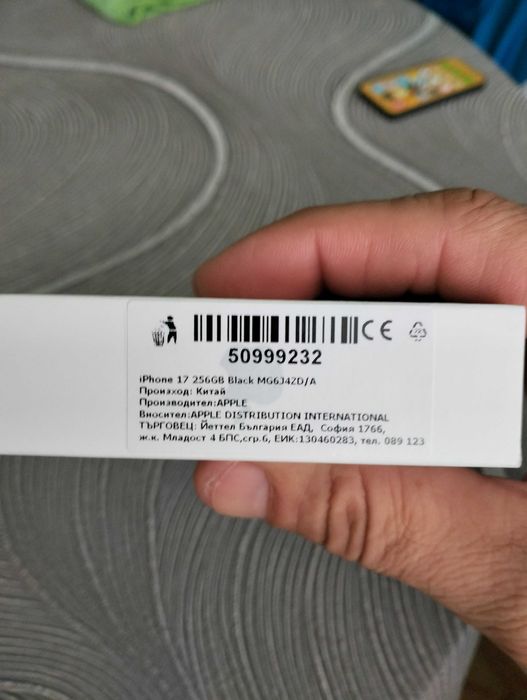 CE
50999232
iPhone 17 256GB Black MG6J4ZD/A
Произход: Китай
Производител:APPLE
Вносител:APPLE DISTRIBUTION INTERNATIONAL
ТЪРГОВЕЦ: Йеттел България ЕАД, София 1766,
ж.к. Младост 4 БПС,сгр.6, ЕИК:130460283, тел. 089 123